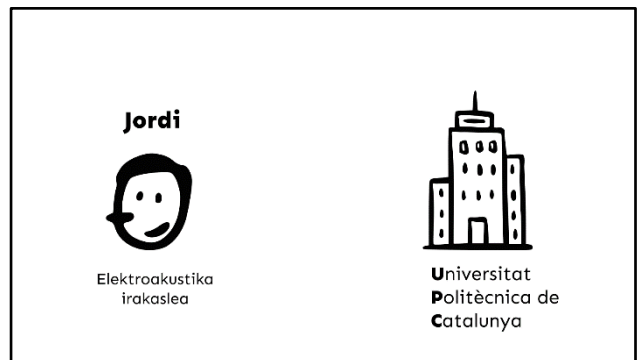 Jordi
Elektroakustika
irakaslea
Universitat
Politècnica de
Catalunya